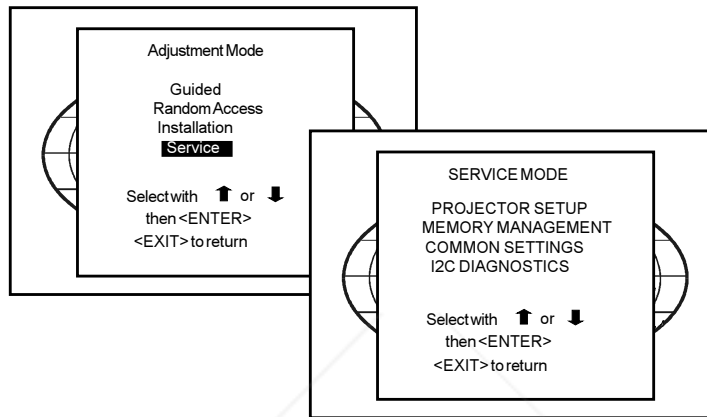 Adjustment Mode
Guided
Random Access
Installation
Service
Select with ⬆ or ⬇
then <ENTER>
<EXIT> to return
SERVICE MODE
PROJECTOR SETUP
MEMORY MANAGEMENT
COMMON SETTINGS
I2C DIAGNOSTICS
Select with ⬆ or ⬇
then <ENTER>
<EXIT> to return